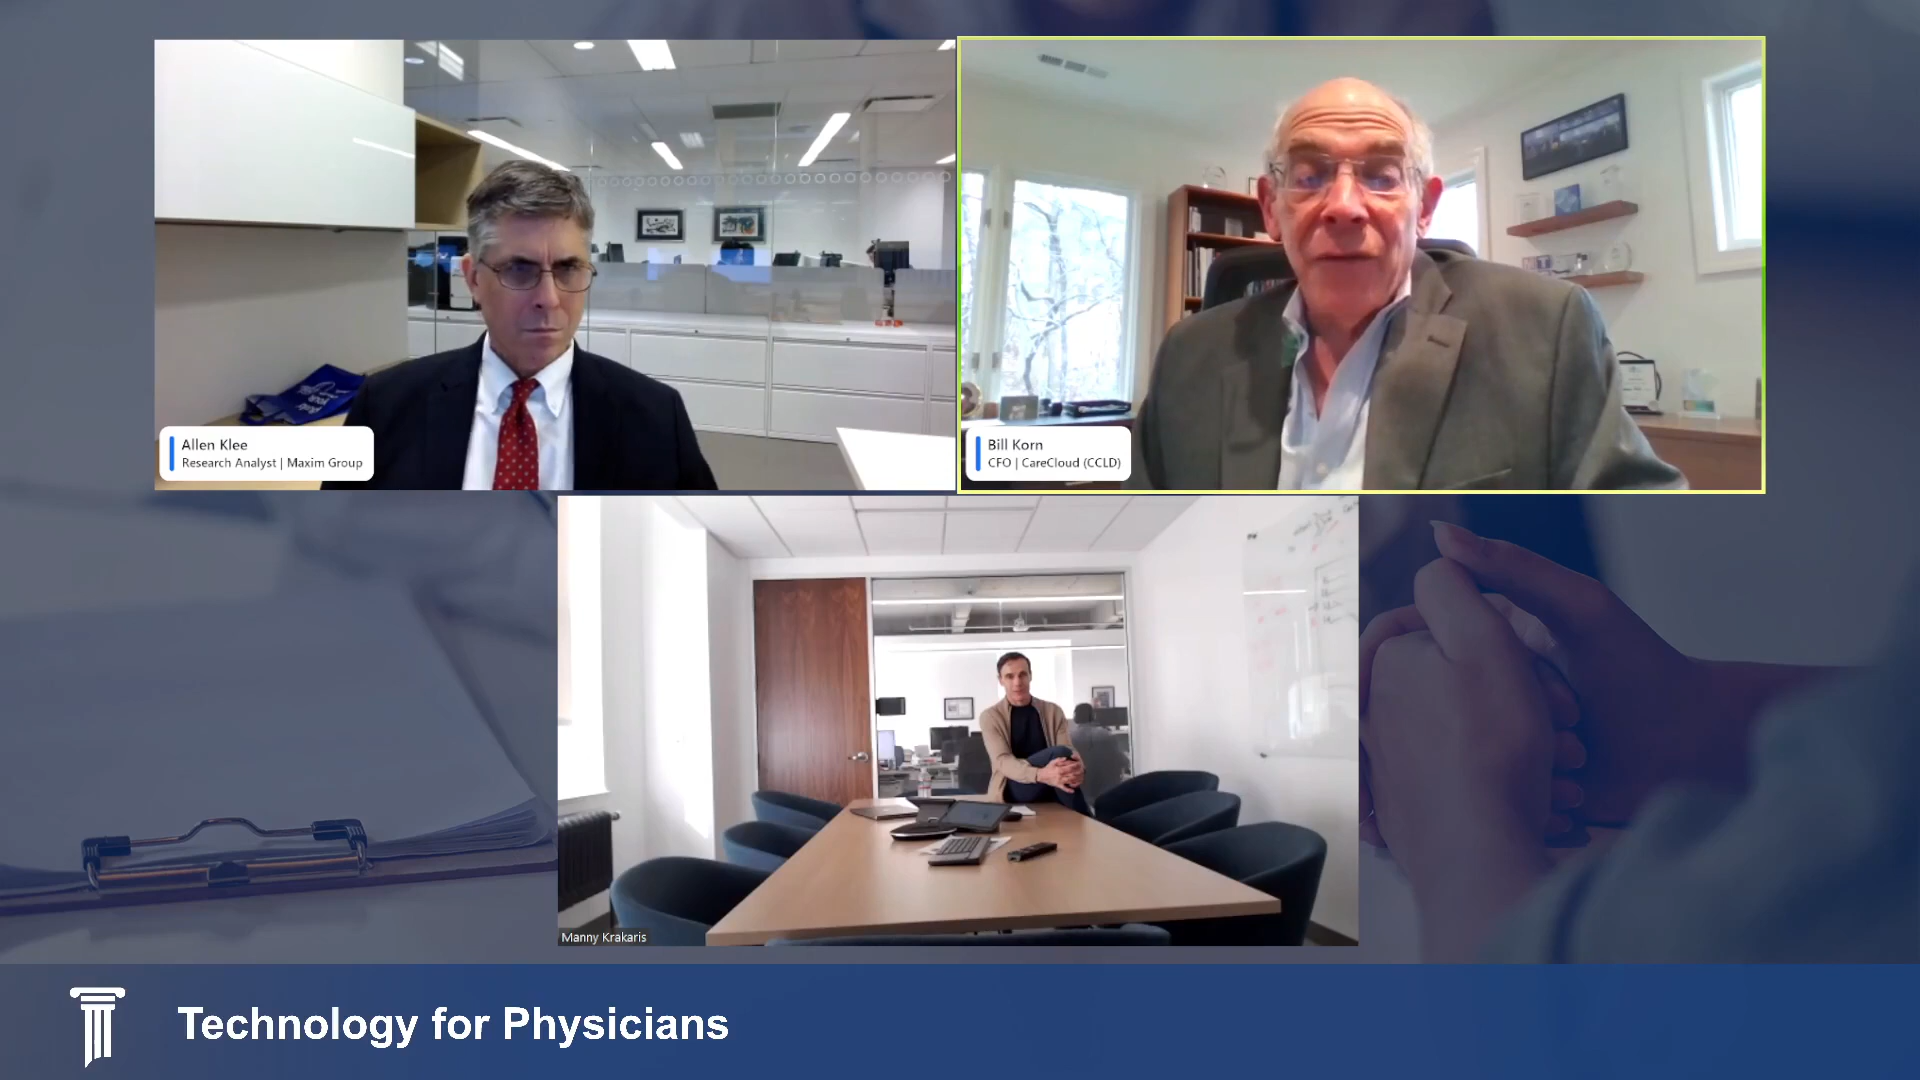 Allen Klee
Research Analyst | Maxim Group
Bill Korn
CFO | CareCloud (CCLD)
Manny Krakaris
Technology for Physicians